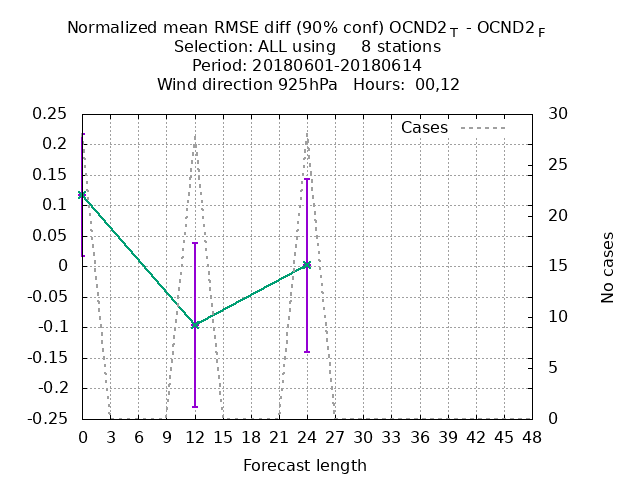 Normalized mean RMSE diff (90% conf) OCND2 T - OCND2 F
Selection: ALL using 8 stations
Period: 20180601-20180614
Wind direction 925hPa Hours: 00,12
Cases
0.25
0.2
0.15
0.1
0.05
0
-0.05
-0.1
-0.15
-0.2
-0.25
30
25
20
15
10
5
0
No cases
0 3 6 9 12 15 18 21 24 27 30 33 36 39 42 45 48
Forecast length